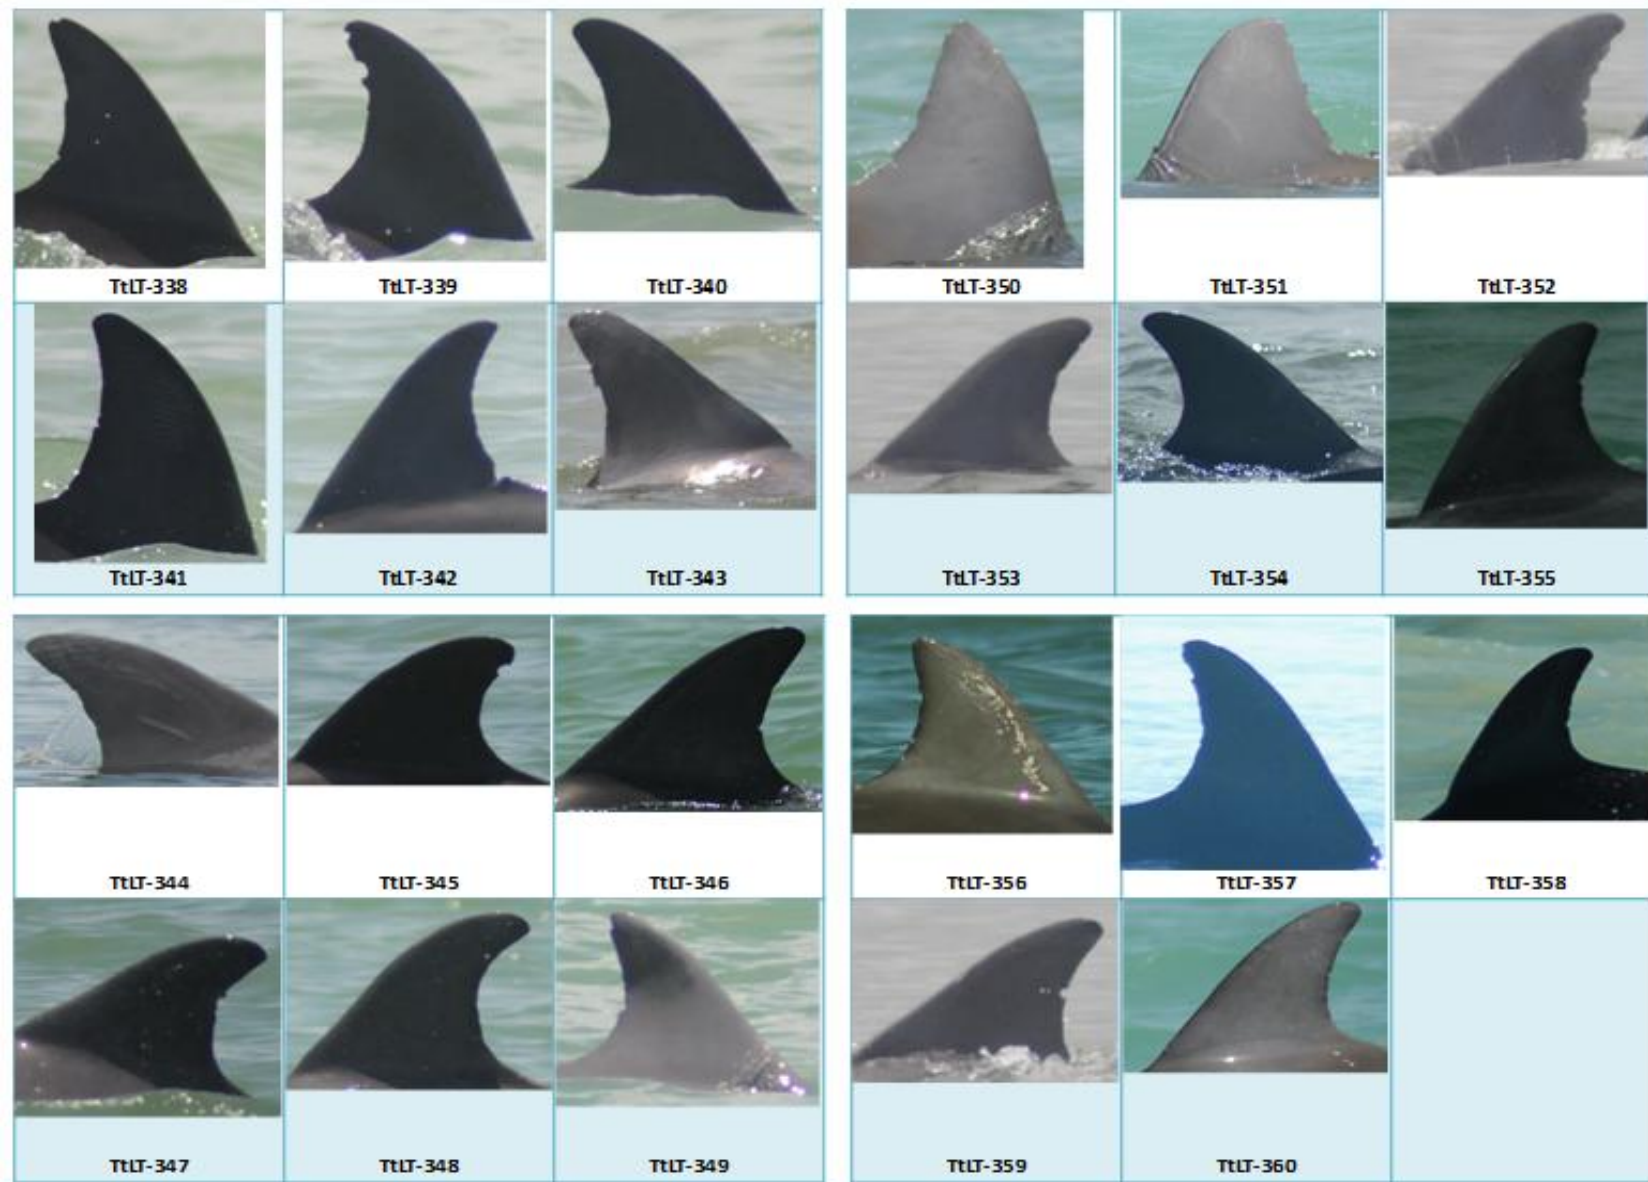 TtLT-338 TtLT-339 TtLT-340
TtLT-341 TtLT-342 TtLT-343
TtLT-344 TtLT-345 TtLT-346
TtLT-347 TtLT-348 TtLT-349
TtLT-350 TtLT-351 TtLT-352
TtLT-353 TtLT-354 TtLT-355
TtLT-356 TtLT-357 TtLT-358
TtLT-359 TtLT-360